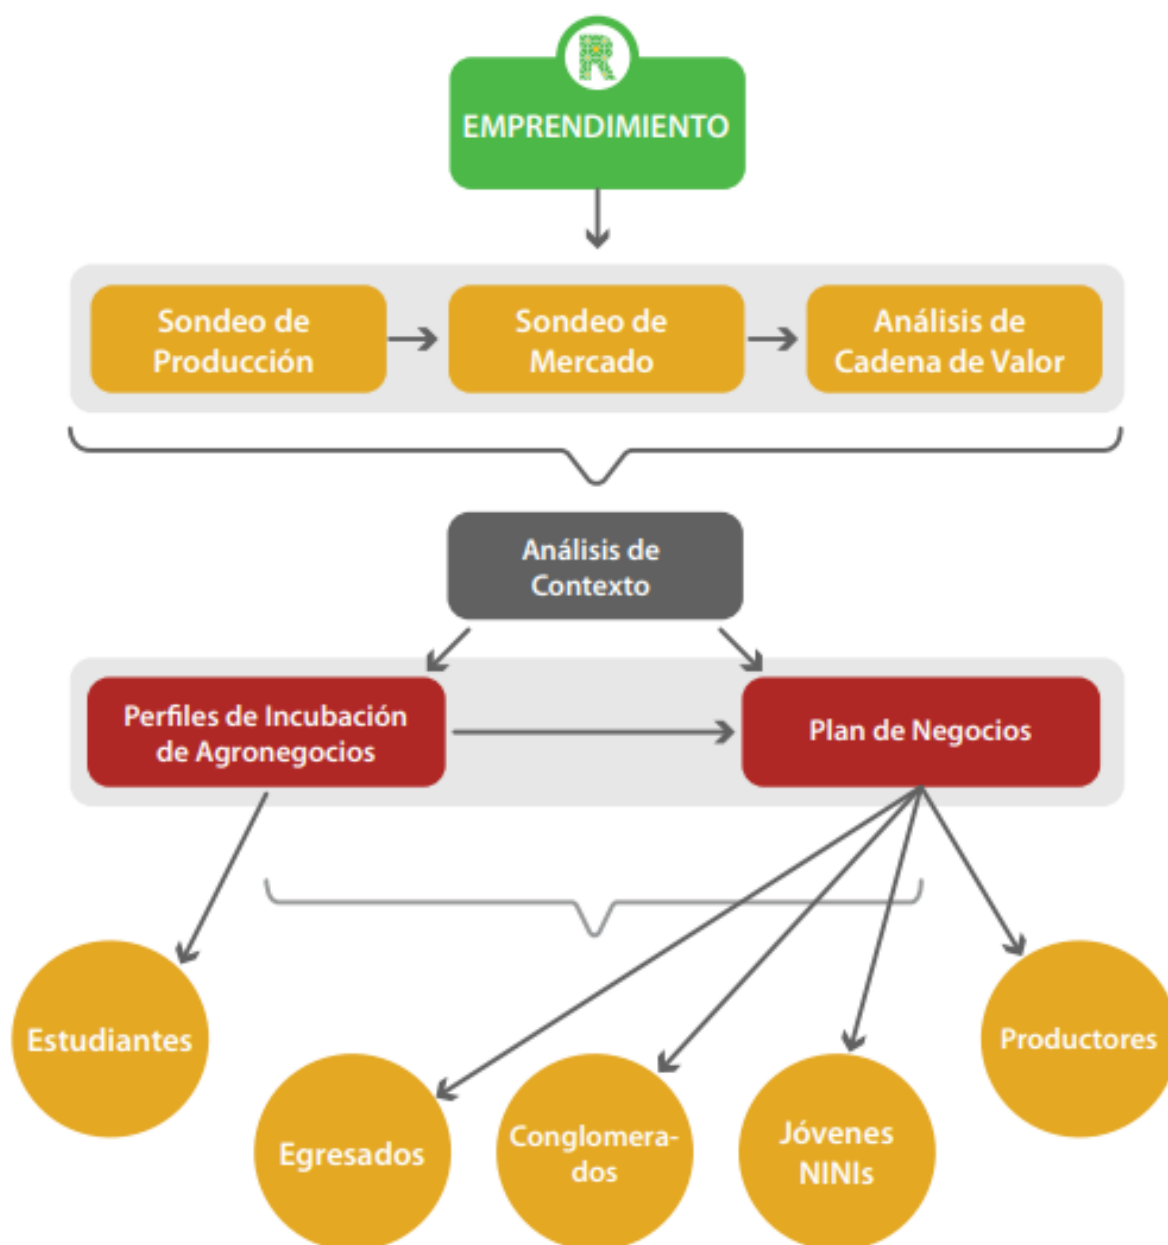 R
EMPRENDIMIENTO
Sondeo de
Producción
Sondeo de
Mercado
Análisis de
Cadena de Valor
Análisis de
Contexto
Perfiles de Incubación
de Agronegocios
Plan de Negocios
Estudiantes
Egresados
Conglomera-
dos
Jóvenes
NINIs
Productores